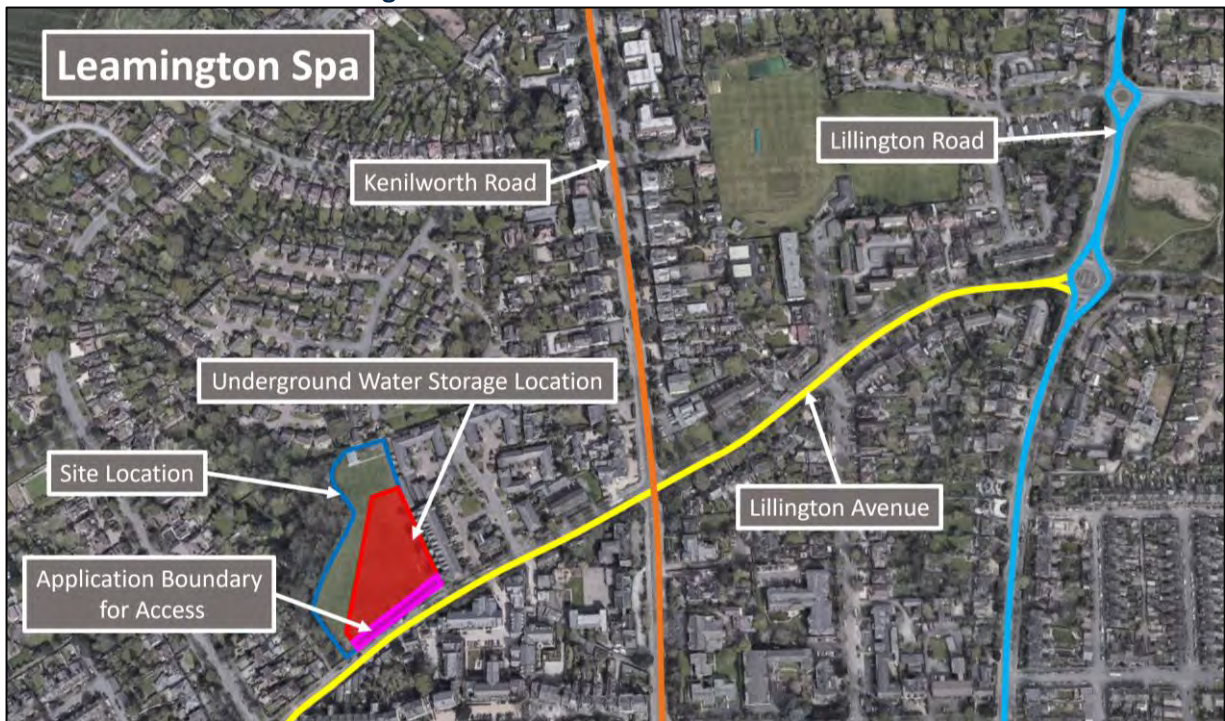 Leamington Spa
Lillington Road
Kenilworth Road
Underground Water Storage Location
Site Location
Lillington Avenue
Application Boundary
for Access